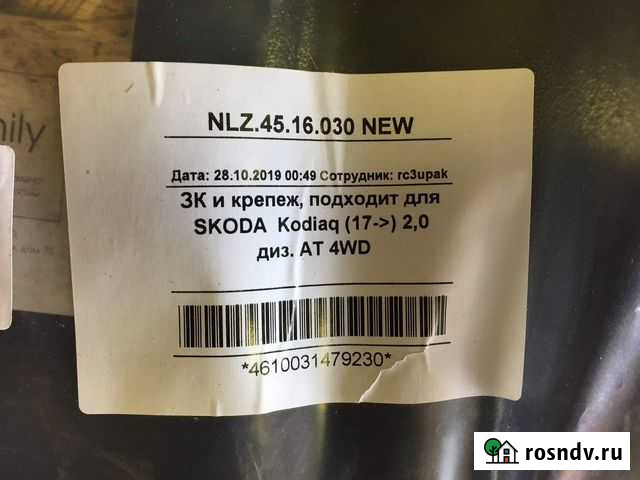 NLZ.45.16.030 NEW
Дата: 28.10.2019 00:49 Сотрудник: rc3upak
ЗК и крепеж, подходит для
SKODA Kodiaq (17->) 2,0
диз. АТ 4WD
*4610031479230*
rosndv.ru